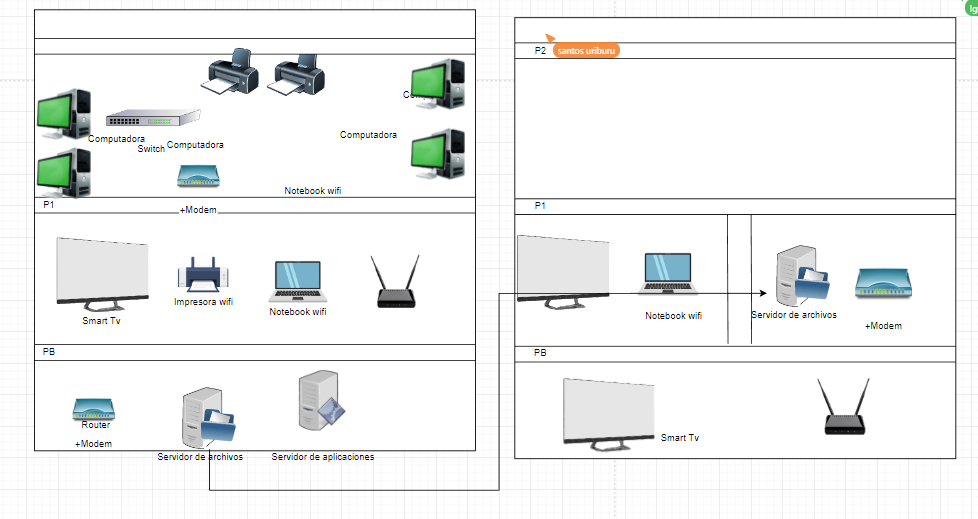 Ig
P2
santos uriburu
Computadora
Switch
Computadora
Computadora
Notebook wifi
P1
+Modem
P1
Smart Tv
Impresora wifi
Notebook wifi
Notebook wifi
Servidor de archivos
+Modem
PB
PB
Router
+Modem
Servidor de archivos
Servidor de aplicaciones
Smart Tv